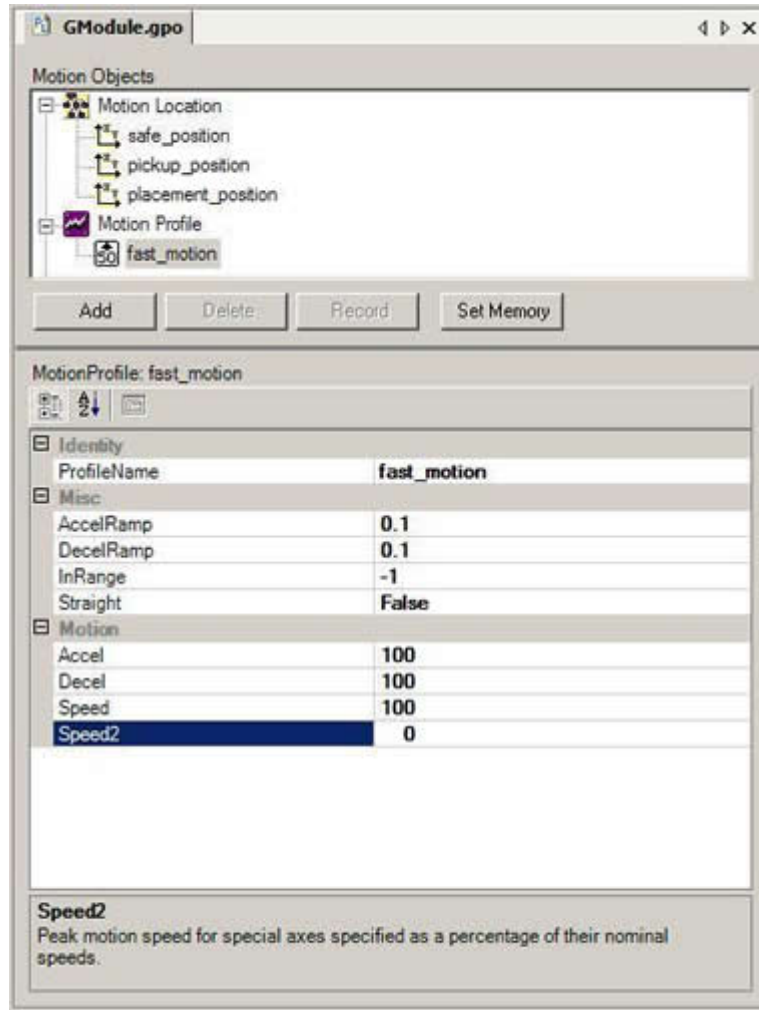 GModule.gpo
Motion Objects
Motion Location
safe_position
pickup_position
placement_position
Motion Profile
fast_motion
Add Delete Record Set Memory
MotionProfile: fast_motion
Identity
ProfileName fast_motion
Misc
AccelRamp 0.1
DecelRamp 0.1
InRange -1
Straight False
Motion
Accel 100
Decel 100
Speed 100
Speed2 0
Speed2
Peak motion speed for special axes specified as a percentage of their nominal
speeds.